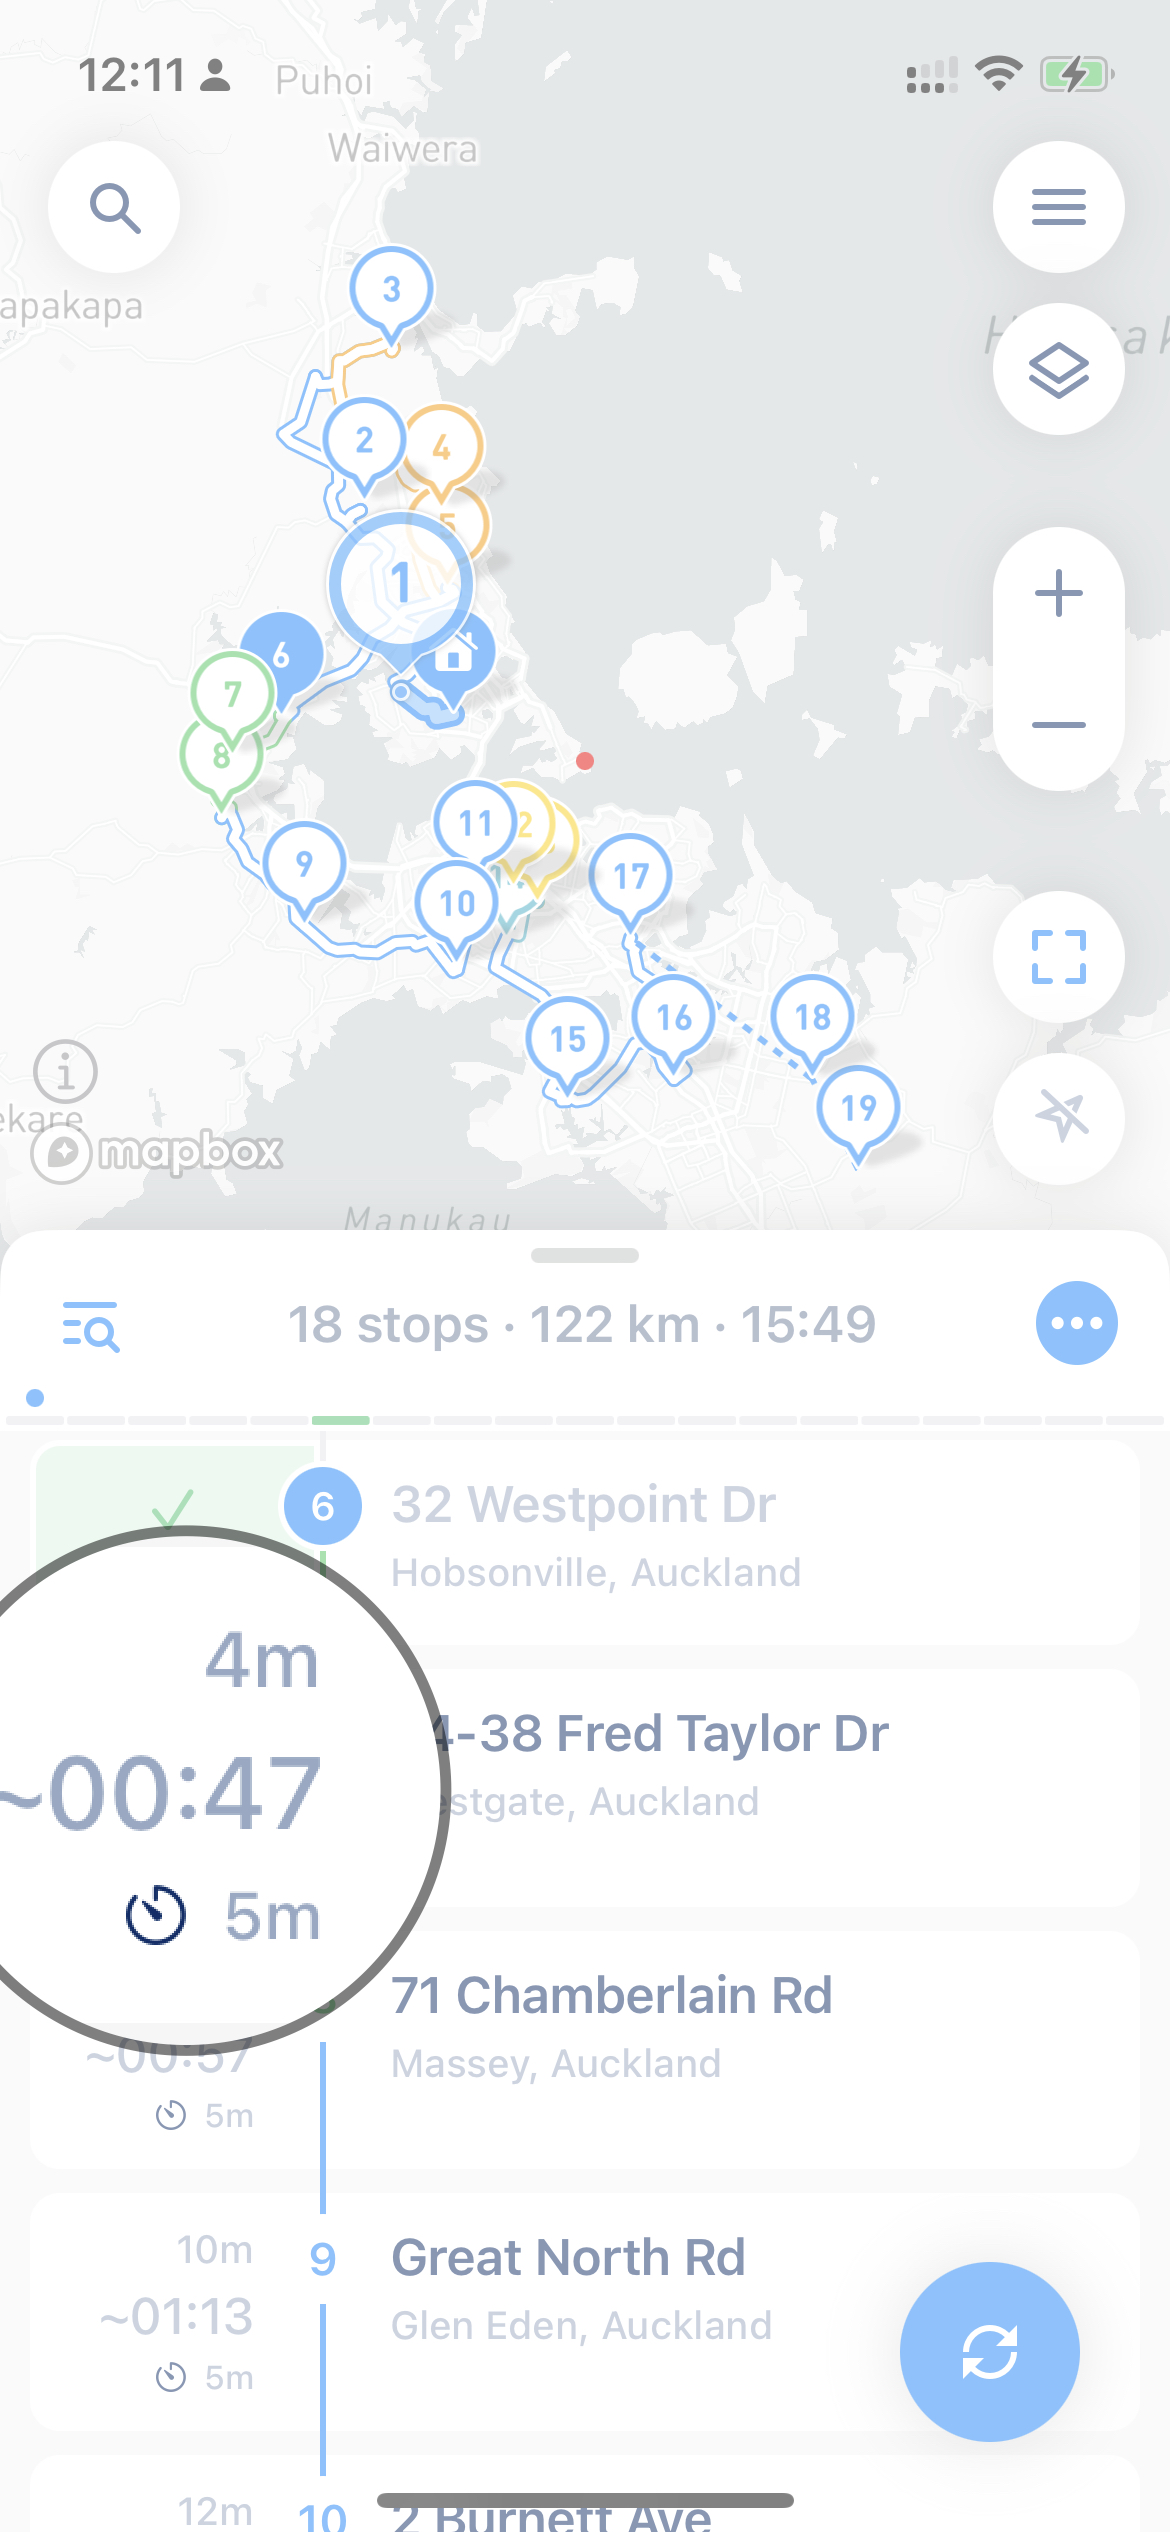 12:11
Puhoi
Waiwera
apakapa
3
2
4
5
1
6
7
8
11
2
9
10
17
16
18
15
19
ekare
mapbox
Manukau
18 stops · 122 km · 15:49
6
32 Westpoint Dr
Hobsonville, Auckland
4m
~00:47
5m
4-38 Fred Taylor Dr
estgate, Auckland
71 Chamberlain Rd
Massey, Auckland
~00:57
5m
10m
9
Great North Rd
~01:13
Glen Eden, Auckland
5m
12m
10
2 Burnett Ave